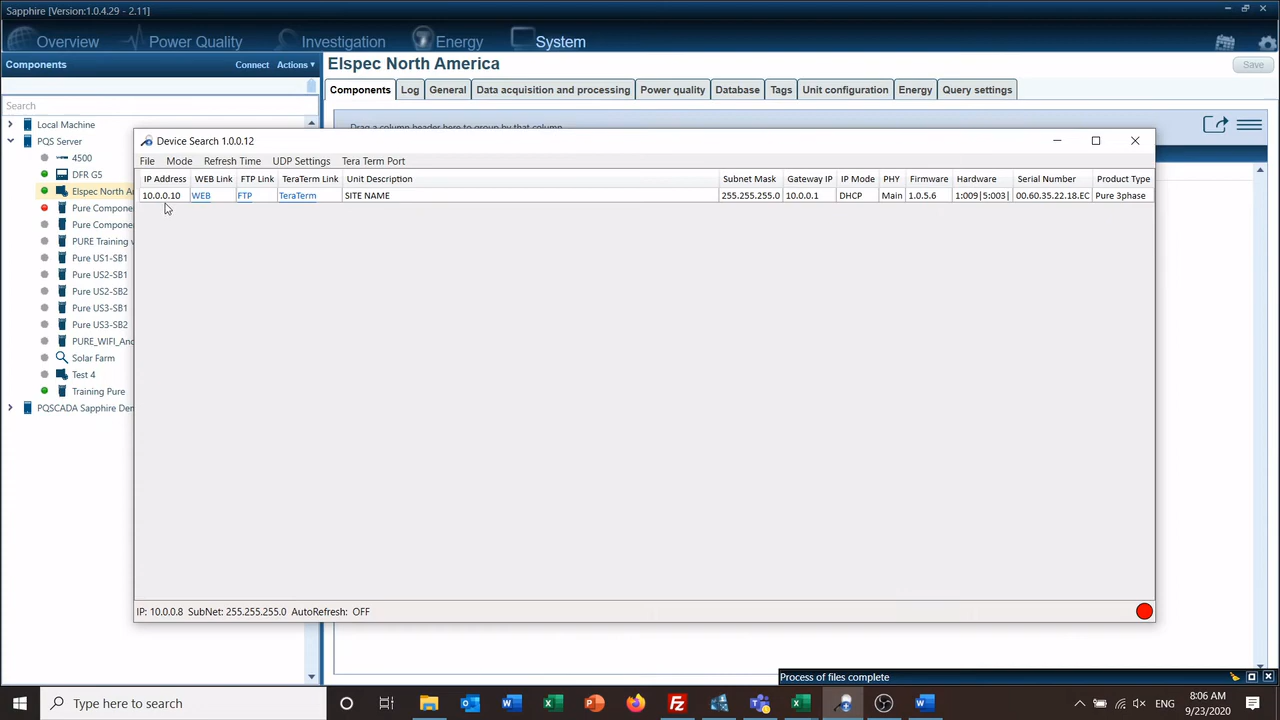 Sapphire [Version:1.0.4.29 - 2.11]
Overview Power Quality Investigation Energy System
Components Connect Actions
Search
Local Machine
PQS Server
4500
DFR G5
Elspec North A
Pure Compone
Pure Compone
PURE Training
Pure US1-SB1
Pure US2-SB1
Pure US2-SB2
Pure US3-SB1
Pure US3-SB2
PURE_WIFI_And
Solar Farm
Test 4
Training Pure
PQSCADA Sapphire Der
Elspec North America
Save
Components Log General Data acquisition and processing Power quality Database Tags Unit configuration Energy Query settings
Drag a column header here to group by that column
Device Search 1.0.0.12
File Mode Refresh Time UDP Settings Tera Term Port
IP Address WEB Link FTP Link TeraTerm Link Unit Description Subnet Mask Gateway IP IP Mode PHY Firmware Hardware Serial Number Product Type
10.0.0.10 WEB FTP TeraTerm SITE NAME 255.255.255.0 10.0.0.1 DHCP Main 1.0.5.6 1:009|5:003| 00.60.35.22.18.EC Pure 3phase
IP: 10.0.0.8 SubNet: 255.255.255.0 AutoRefresh: OFF
Process of files complete
Type here to search
ENG
8:06 AM
9/23/2020